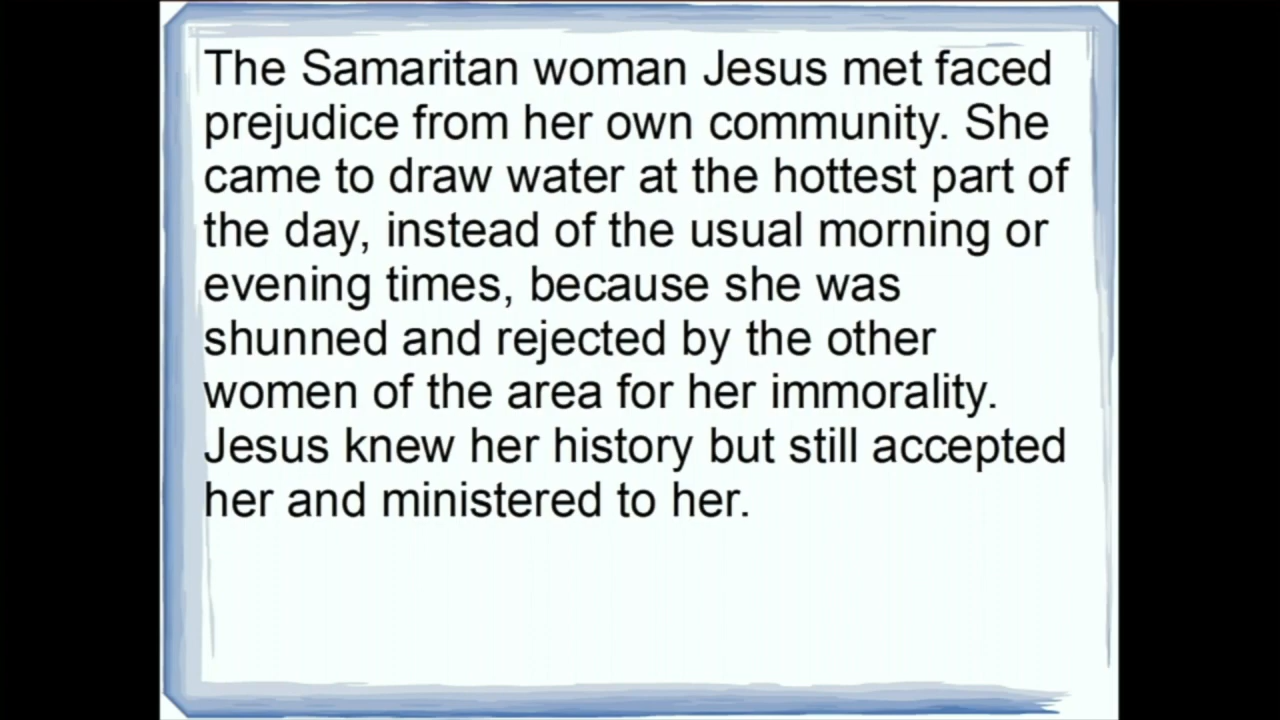 The Samaritan woman Jesus met faced
prejudice from her own community. She
came to draw water at the hottest part of
the day, instead of the usual morning or
evening times, because she was
shunned and rejected by the other
women of the area for her immorality.
Jesus knew her history but still accepted
her and ministered to her.